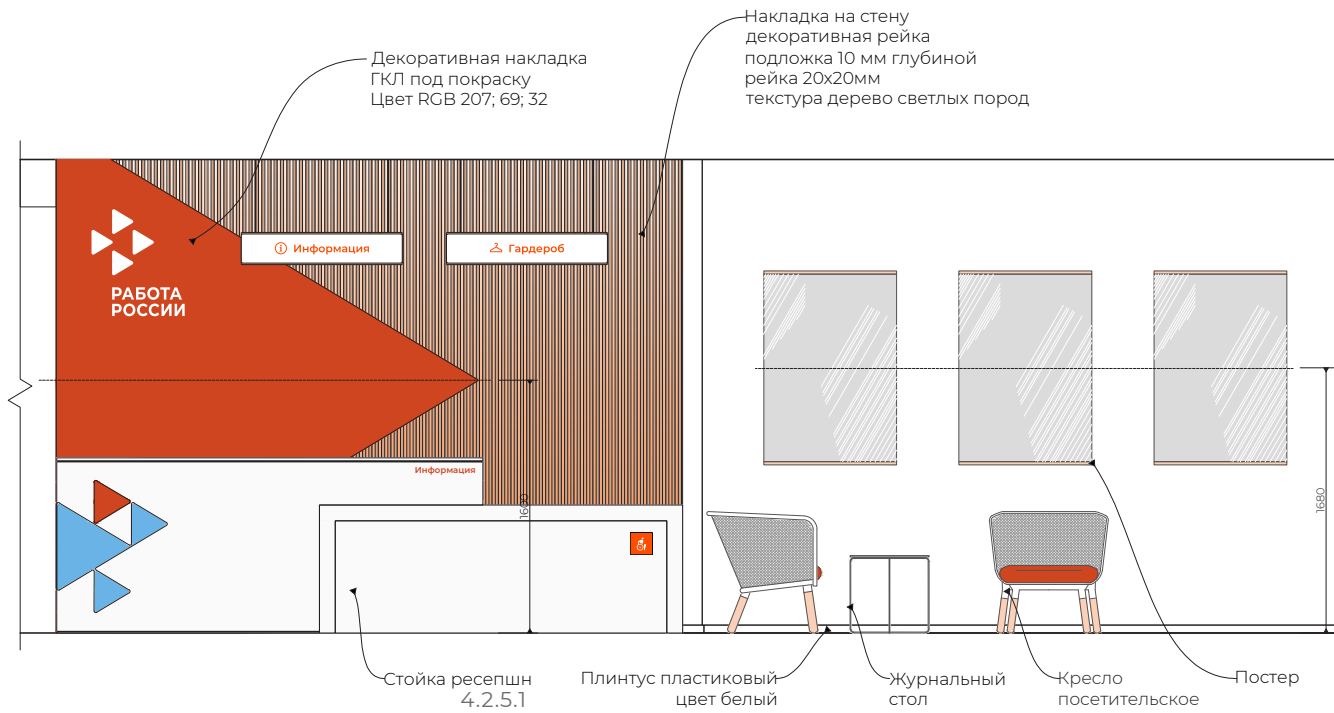 Накладка на стену
декоративная рейка
подложка 10 мм глубиной
рейка 20х20мм
текстура дерево светлых пород
Декоративная накладка
ГКЛ под покраску
Цвет RGB 207; 69; 32
Информация
Гардероб
РАБОТА
РОССИИ
Информация
1600
1680
Стойка ресепшн
4.2.5.1
Плинтус пластиковый
цвет белый
Журнальный
стол
Кресло
посетительское
Постер